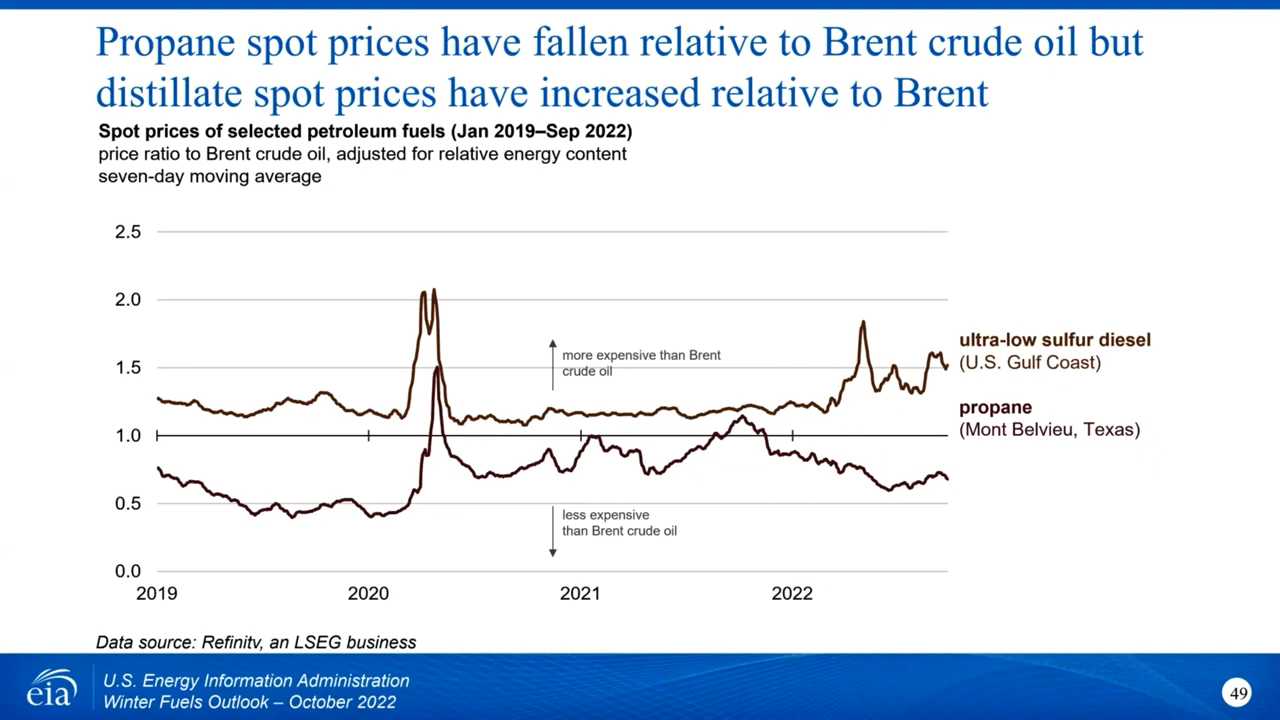 Propane spot prices have fallen relative to Brent crude oil but
distillate spot prices have increased relative to Brent
Spot prices of selected petroleum fuels (Jan 2019–Sep 2022)
price ratio to Brent crude oil, adjusted for relative energy content
seven-day moving average
2.5
2.0
1.5
1.0
0.5
0.0
more expensive than Brent
crude oil
less expensive
than Brent crude oil
ultra-low sulfur diesel
(U.S. Gulf Coast)
propane
(Mont Belvieu, Texas)
2019
2020
2021
2022
Data source: Refinitv, an LSEG business
eia
U.S. Energy Information Administration
Winter Fuels Outlook – October 2022
49